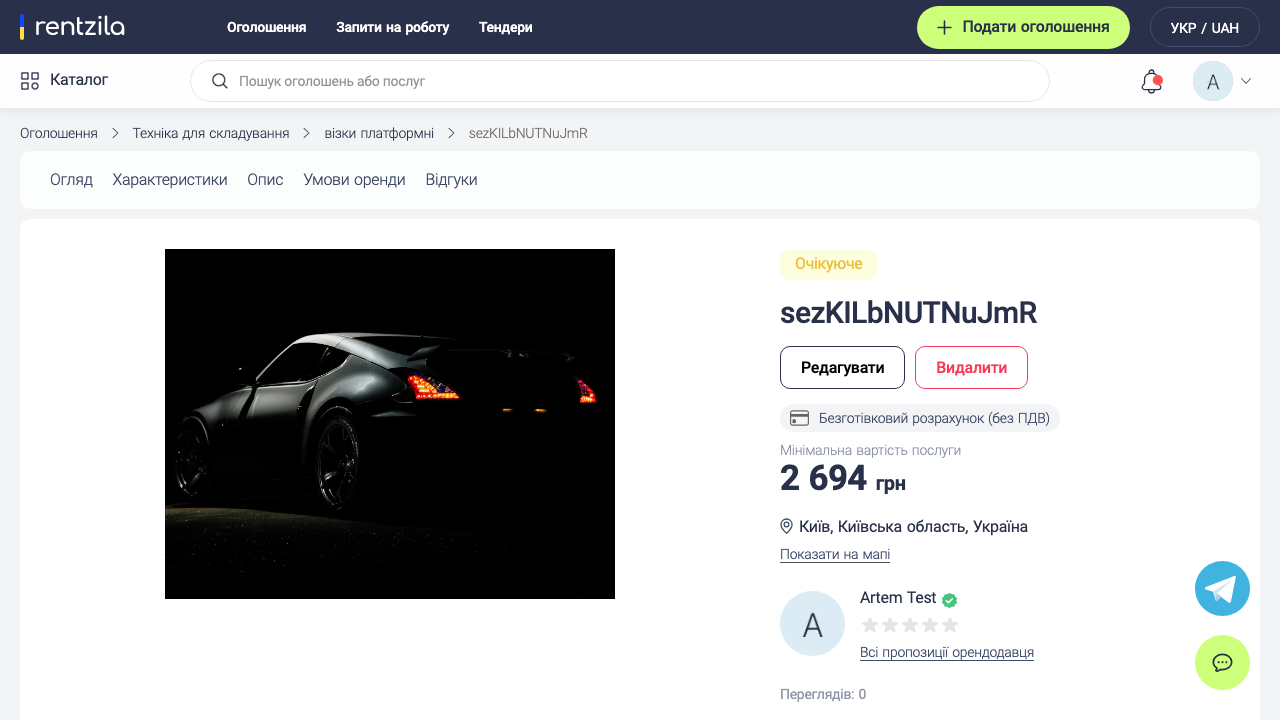 rentzila
Оголошення
Запити на роботу
Тендери
Подати оголошення
УКР / UAH
Каталог
Пошук оголошень або послуг
A
Оголошення
Техніка для складування
візки платформні
sezKILbNUTNuJmR
Огляд
Характеристики
Опис
Умови оренди
Відгуки
Очікуюче
sezKILbNUTNuJmR
Редагувати
Видалити
Безготівковий розрахунок (без ПДВ)
Мінімальна вартість послуги
2 694 грн
Київ, Київська область, Україна
Показати на мапі
A
Artem Test
Всі пропозиції орендодавця
Переглядів: 0